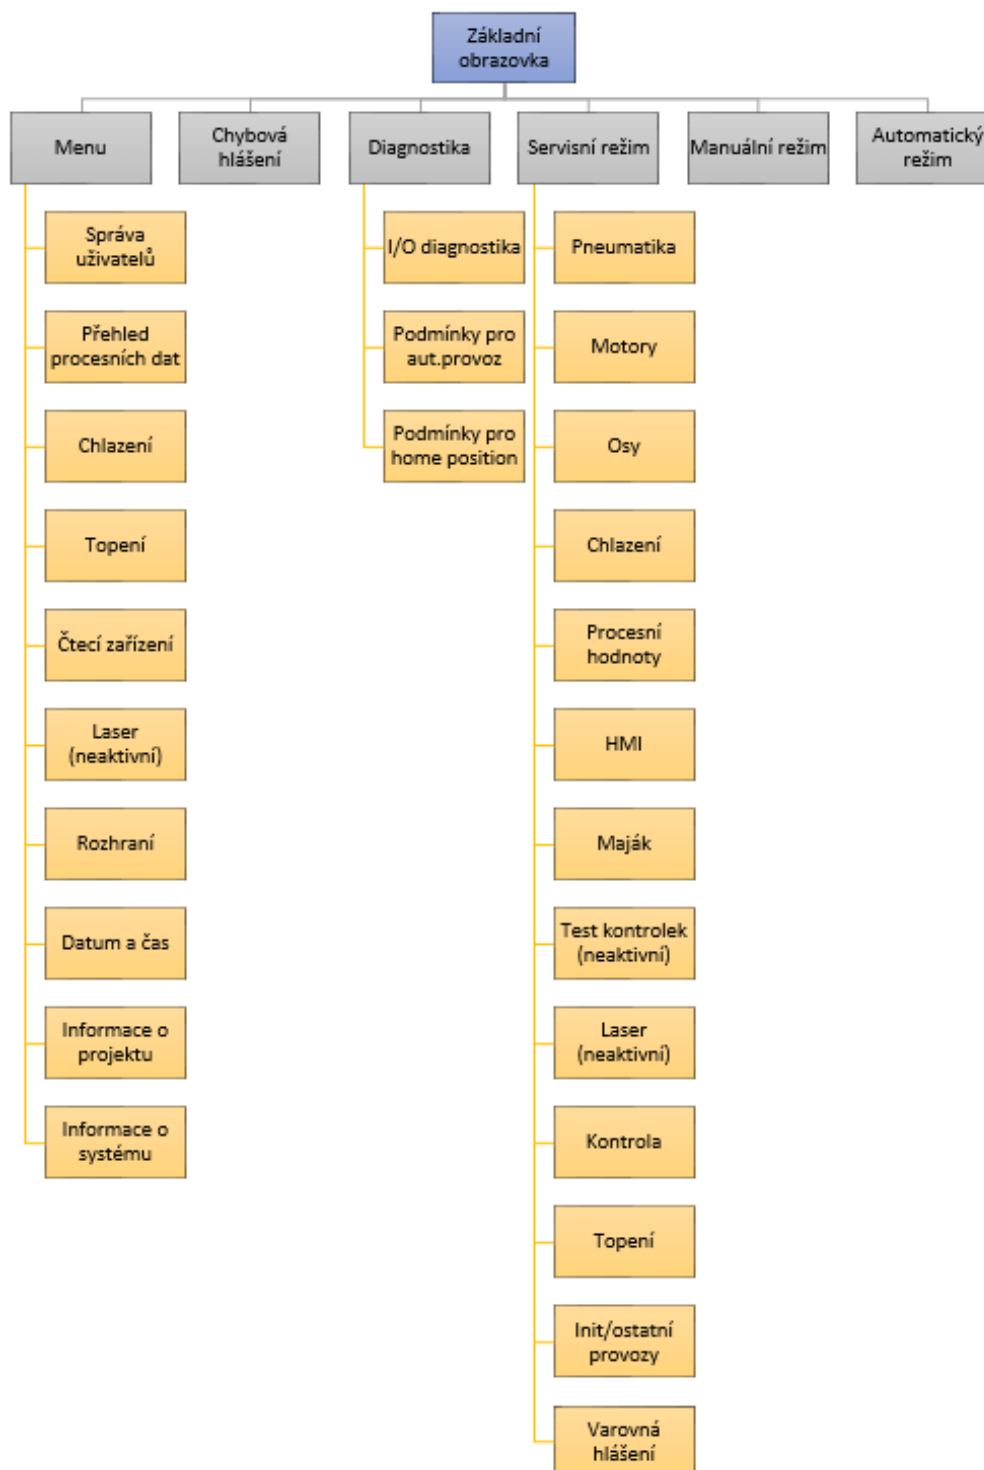 Základní
obrazovka
Menu
Chybová
hlášení
Diagnostika
Servisní režim
Manuální režim
Automatický
režim
Správa
uživatelů
Přehled
procesních dat
Chlazení
Topení
Čtecí zařízení
Laser
(neaktivní)
Rozhraní
Datum a čas
Informace o
projektu
Informace o
systému
I/O diagnostika
Podmínky pro
aut.provoz
Podmínky pro
home position
Pneumatika
Motory
Osy
Chlazení
Procesní
hodnoty
HMI
Maják
Test kontrolek
(neaktivní)
Laser
(neaktivní)
Kontrola
Topení
Init/ostatní
provozy
Varovná
hlášení